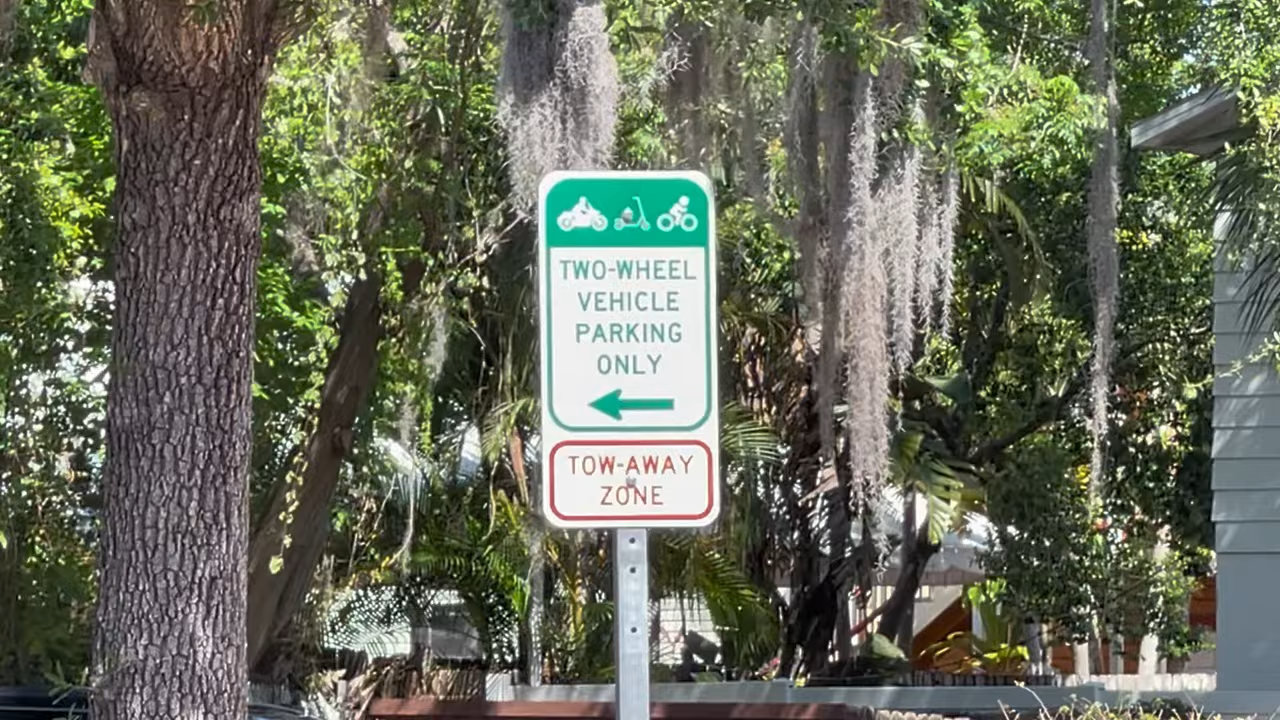 TWO-WHEEL
VEHICLE
PARKING
ONLY
TOW-AWAY
ZONE